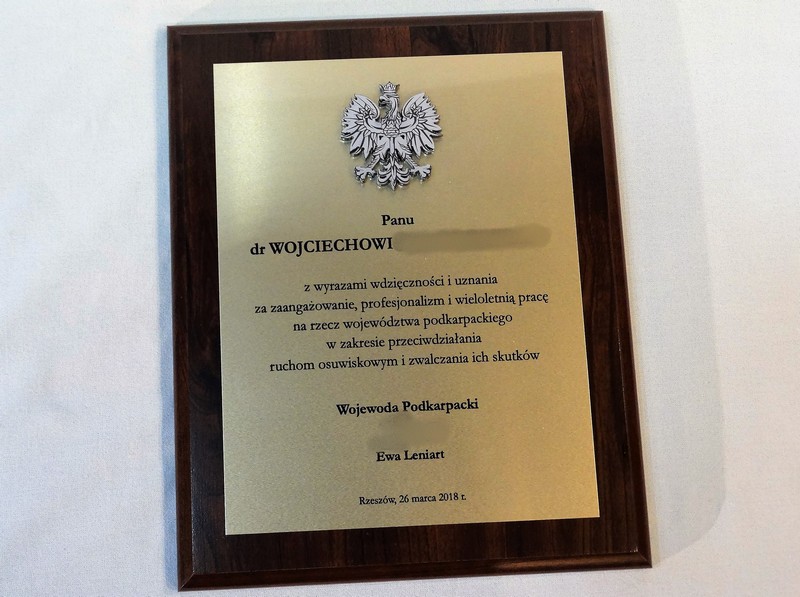 Panu
dr WOJCIECHOWI
z wyrazami wdzięczności i uznania
za zaangażowanie, profesjonalizm i wieloletnią pracę
na rzecz województwa podkarpackiego
w zakresie przeciwdziałania
ruchom osuwiskowym i zwalczania ich skutków
Wojewoda Podkarpacki
Ewa Leniart
Rzeszów, 26 marca 2018 r.